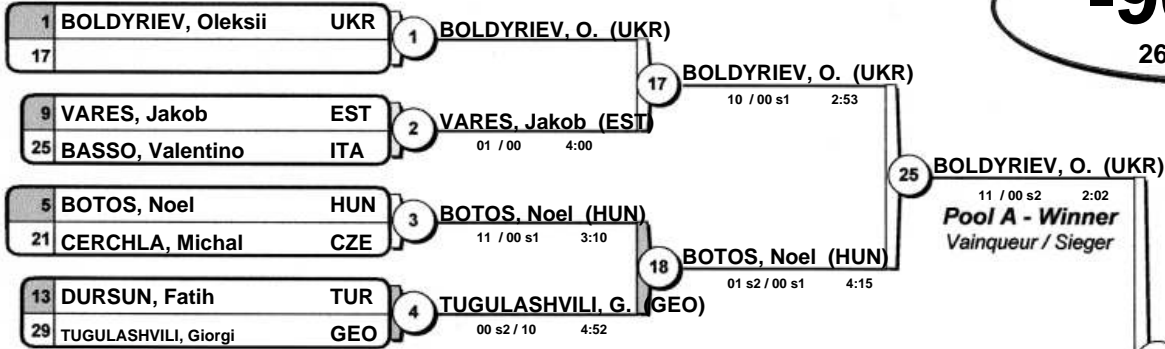 1 BOLDYRIEV, Oleksii UKR
17
1
BOLDYRIEV, O. (UKR)
9 VARES, Jakob EST
25 BASSO, Valentino ITA
2
VARES, Jakob (EST)
01 / 00 4:00
17
BOLDYRIEV, O. (UKR)
10 / 00 s1 2:53
5 BOTOS, Noel HUN
21 CERCHLA, Michal CZE
3
BOTOS, Noel (HUN)
11 / 00 s1 3:10
13 DURSUN, Fatih TUR
29 TUGULASHVILI, Giorgi GEO
4
TUGULASHVILI, G. (GEO)
00 s2 / 10 4:52
18
BOTOS, Noel (HUN)
01 s2 / 00 s1 4:15
25
BOLDYRIEV, O. (UKR)
11 / 00 s2 2:02
Pool A - Winner
Vainqueur / Sieger
26